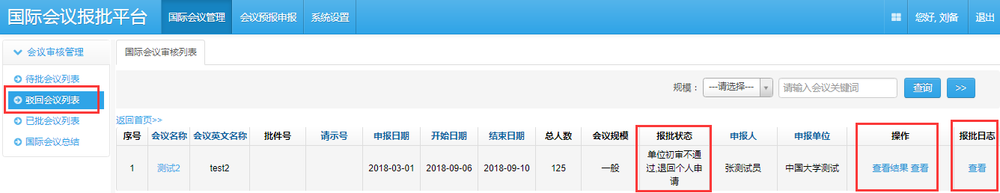 国际会议报批平台 国际会议管理 会议预报申报 系统设置 您好, 刘备 退出
会议审核管理
待批会议列表
驳回会议列表
已批会议列表
国际会议总结
国际会议审核列表
规模： ---请选择--- 请输入会议关键词 查询 >>
返回首页>>
序号 会议名称 会议英文名称 批件号 请示号 申报日期 开始日期 结束日期 总人数 会议规模 报批状态 申报人 申报单位 操作 报批日志
1 测试2 test2 2018-03-01 2018-09-06 2018-09-10 125 一般 单位初审不通
过,退回个人申
请 张测试员 中国大学测试 查看结果 查看 查看